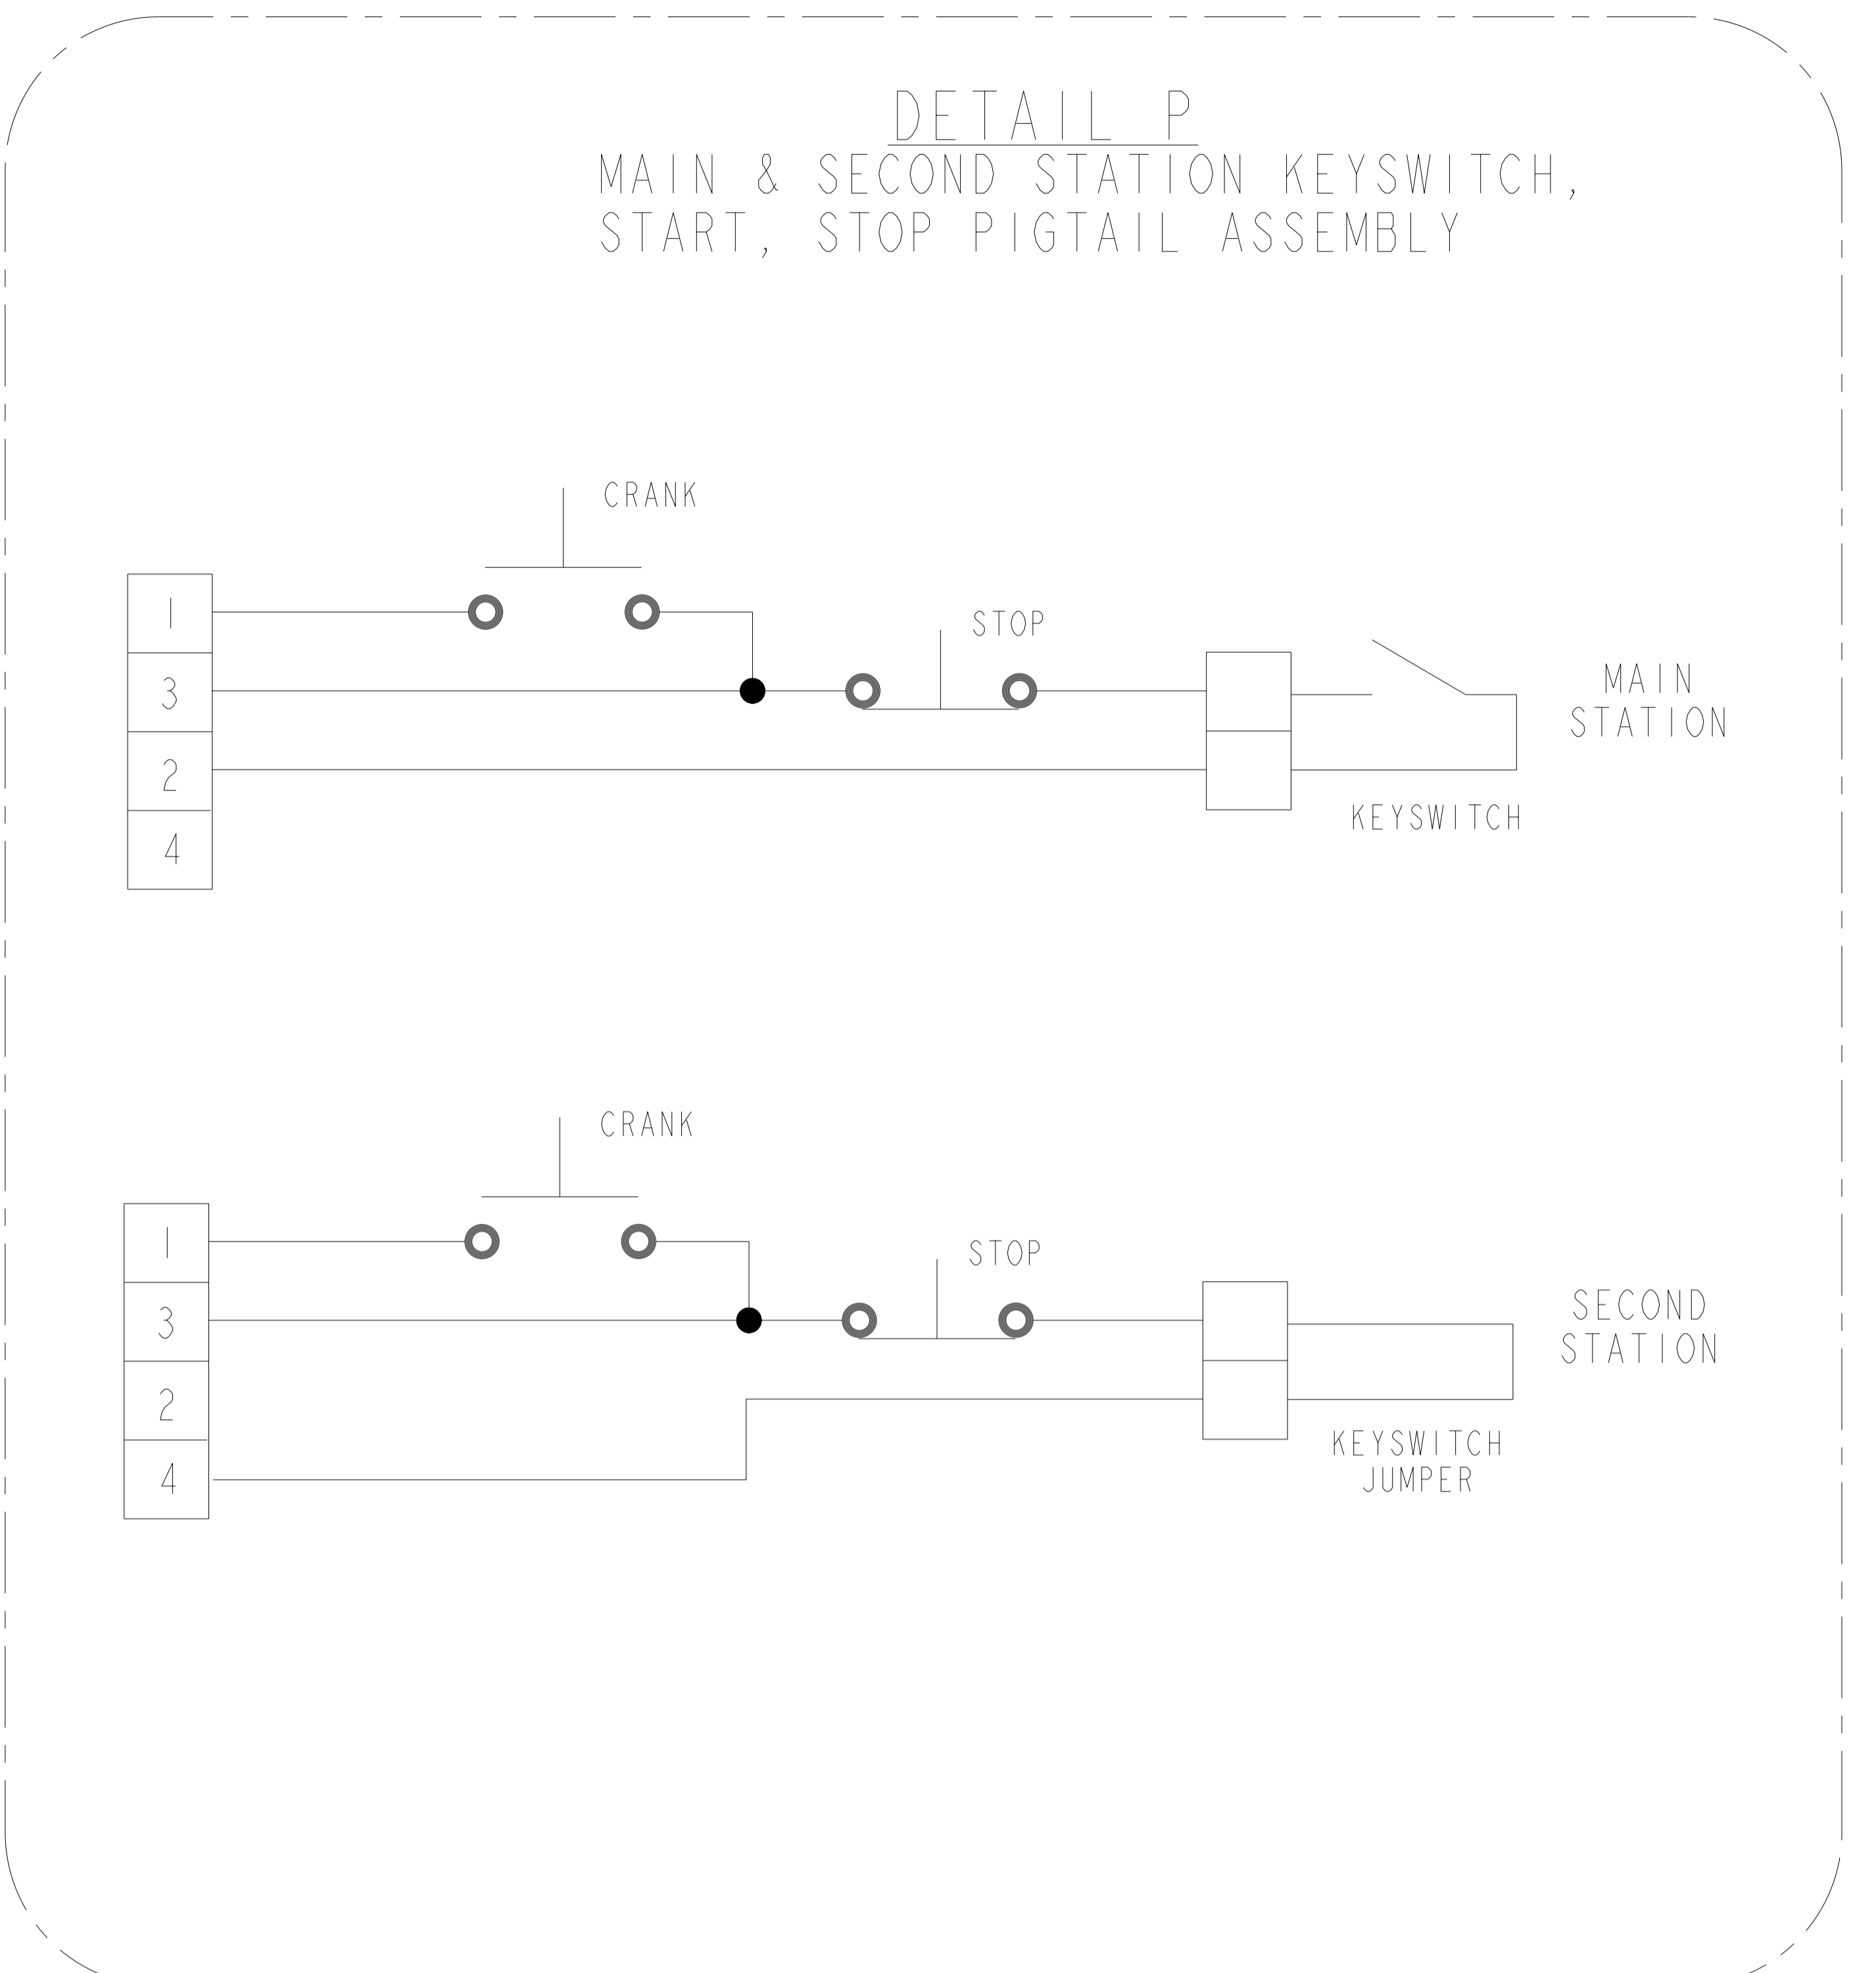 DETAIL P
MAIN & SECOND STATION KEYSWITCH,
START, STOP PIGTAIL ASSEMBLY
CRANK
1
STOP
3
MAIN
STATION
2
KEYSWITCH
4
CRANK
1
STOP
3
SECOND
STATION
2
KEYSWITCH
JUMPER
4